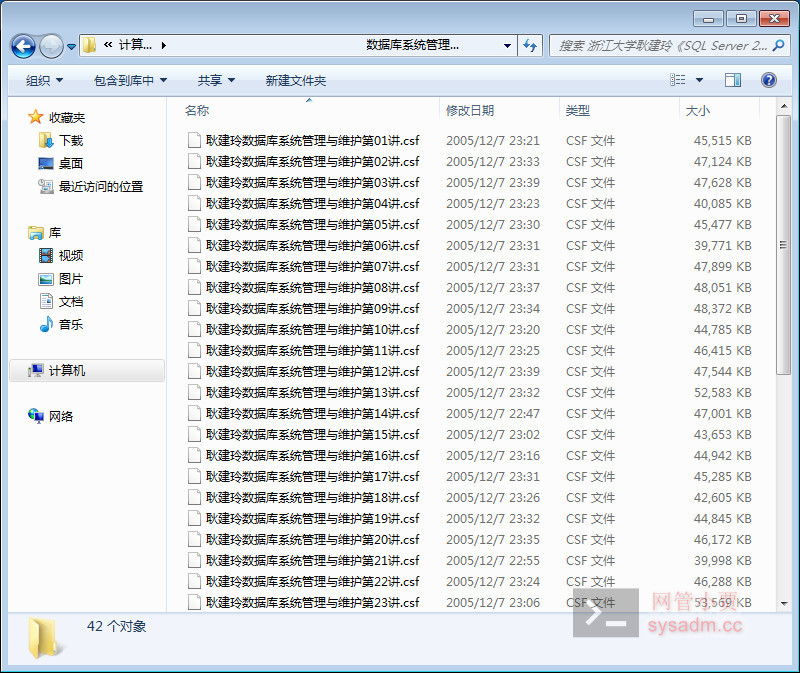 « 计算... ▸ 数据库系统管理...
搜索 浙江大学耿建玲《SQL Server 2...
组织 包含到库中 共享 新建文件夹
收藏夹
下载
桌面
最近访问的位置
库
视频
图片
文档
音乐
计算机
网络
名称 修改日期 类型 大小
耿建玲数据库系统管理与维护第01讲.csf 2005/12/7 23:21 CSF 文件 45,515 KB
耿建玲数据库系统管理与维护第02讲.csf 2005/12/7 23:33 CSF 文件 47,124 KB
耿建玲数据库系统管理与维护第03讲.csf 2005/12/7 23:39 CSF 文件 47,628 KB
耿建玲数据库系统管理与维护第04讲.csf 2005/12/7 23:23 CSF 文件 40,085 KB
耿建玲数据库系统管理与维护第05讲.csf 2005/12/7 23:30 CSF 文件 45,477 KB
耿建玲数据库系统管理与维护第06讲.csf 2005/12/7 23:31 CSF 文件 39,771 KB
耿建玲数据库系统管理与维护第07讲.csf 2005/12/7 23:31 CSF 文件 47,899 KB
耿建玲数据库系统管理与维护第08讲.csf 2005/12/7 23:37 CSF 文件 48,051 KB
耿建玲数据库系统管理与维护第09讲.csf 2005/12/7 23:34 CSF 文件 48,372 KB
耿建玲数据库系统管理与维护第10讲.csf 2005/12/7 23:20 CSF 文件 44,785 KB
耿建玲数据库系统管理与维护第11讲.csf 2005/12/7 23:25 CSF 文件 46,415 KB
耿建玲数据库系统管理与维护第12讲.csf 2005/12/7 23:39 CSF 文件 47,544 KB
耿建玲数据库系统管理与维护第13讲.csf 2005/12/7 23:32 CSF 文件 52,583 KB
耿建玲数据库系统管理与维护第14讲.csf 2005/12/7 22:47 CSF 文件 47,001 KB
耿建玲数据库系统管理与维护第15讲.csf 2005/12/7 23:02 CSF 文件 43,653 KB
耿建玲数据库系统管理与维护第16讲.csf 2005/12/7 23:16 CSF 文件 44,942 KB
耿建玲数据库系统管理与维护第17讲.csf 2005/12/7 23:31 CSF 文件 45,285 KB
耿建玲数据库系统管理与维护第18讲.csf 2005/12/7 23:26 CSF 文件 42,605 KB
耿建玲数据库系统管理与维护第19讲.csf 2005/12/7 23:32 CSF 文件 44,845 KB
耿建玲数据库系统管理与维护第20讲.csf 2005/12/7 23:35 CSF 文件 46,172 KB
耿建玲数据库系统管理与维护第21讲.csf 2005/12/7 22:55 CSF 文件 39,998 KB
耿建玲数据库系统管理与维护第22讲.csf 2005/12/7 23:24 CSF 文件 46,288 KB
耿建玲数据库系统管理与维护第23讲.csf 2005/12/7 23:06 CSF 文件 53,569 KB
网管小贾
sysadm.cc
42 个对象